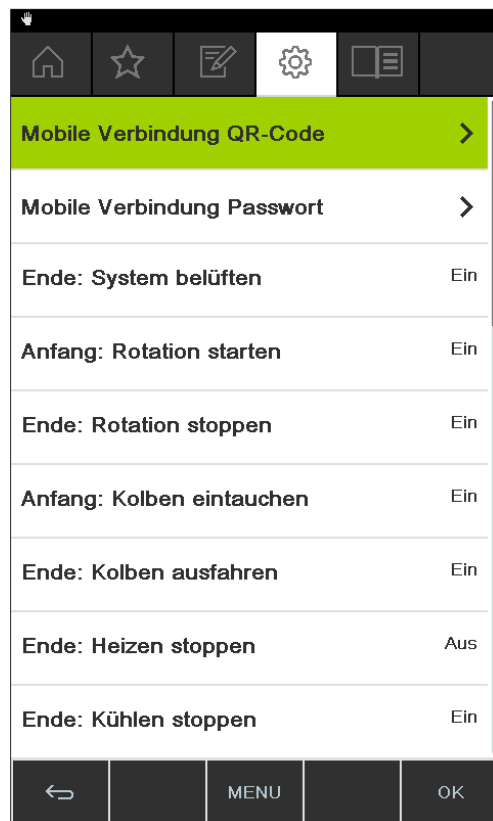 Mobile Verbindung QR-Code
Mobile Verbindung Passwort
Ende: System belüften Ein
Anfang: Rotation starten Ein
Ende: Rotation stoppen Ein
Anfang: Kolben eintauchen Ein
Ende: Kolben ausfahren Ein
Ende: Heizen stoppen Aus
Ende: Kühlen stoppen Ein
MENU OK